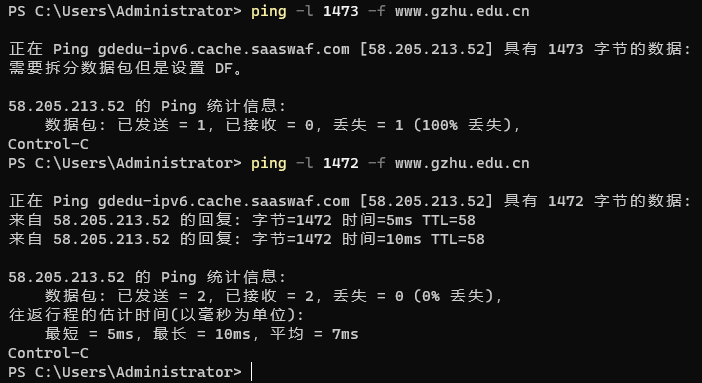 PS C:\Users\Administrator> ping -l 1473 -f www.gzhu.edu.cn
正在 Ping gdedu-ipv6.cache.saaswaf.com [58.205.213.52] 具有 1473 字节的数据:
需要拆分数据包但是设置 DF。
58.205.213.52 的 Ping 统计信息:
数据包: 已发送 = 1，已接收 = 0，丢失 = 1 (100% 丢失)，
Control-C
PS C:\Users\Administrator> ping -l 1472 -f www.gzhu.edu.cn
正在 Ping gdedu-ipv6.cache.saaswaf.com [58.205.213.52] 具有 1472 字节的数据:
来自 58.205.213.52 的回复: 字节=1472 时间=5ms TTL=58
来自 58.205.213.52 的回复: 字节=1472 时间=10ms TTL=58
58.205.213.52 的 Ping 统计信息:
数据包: 已发送 = 2，已接收 = 2，丢失 = 0 (0% 丢失)，
往返行程的估计时间(以毫秒为单位):
最短 = 5ms，最长 = 10ms，平均 = 7ms
Control-C
PS C:\Users\Administrator>